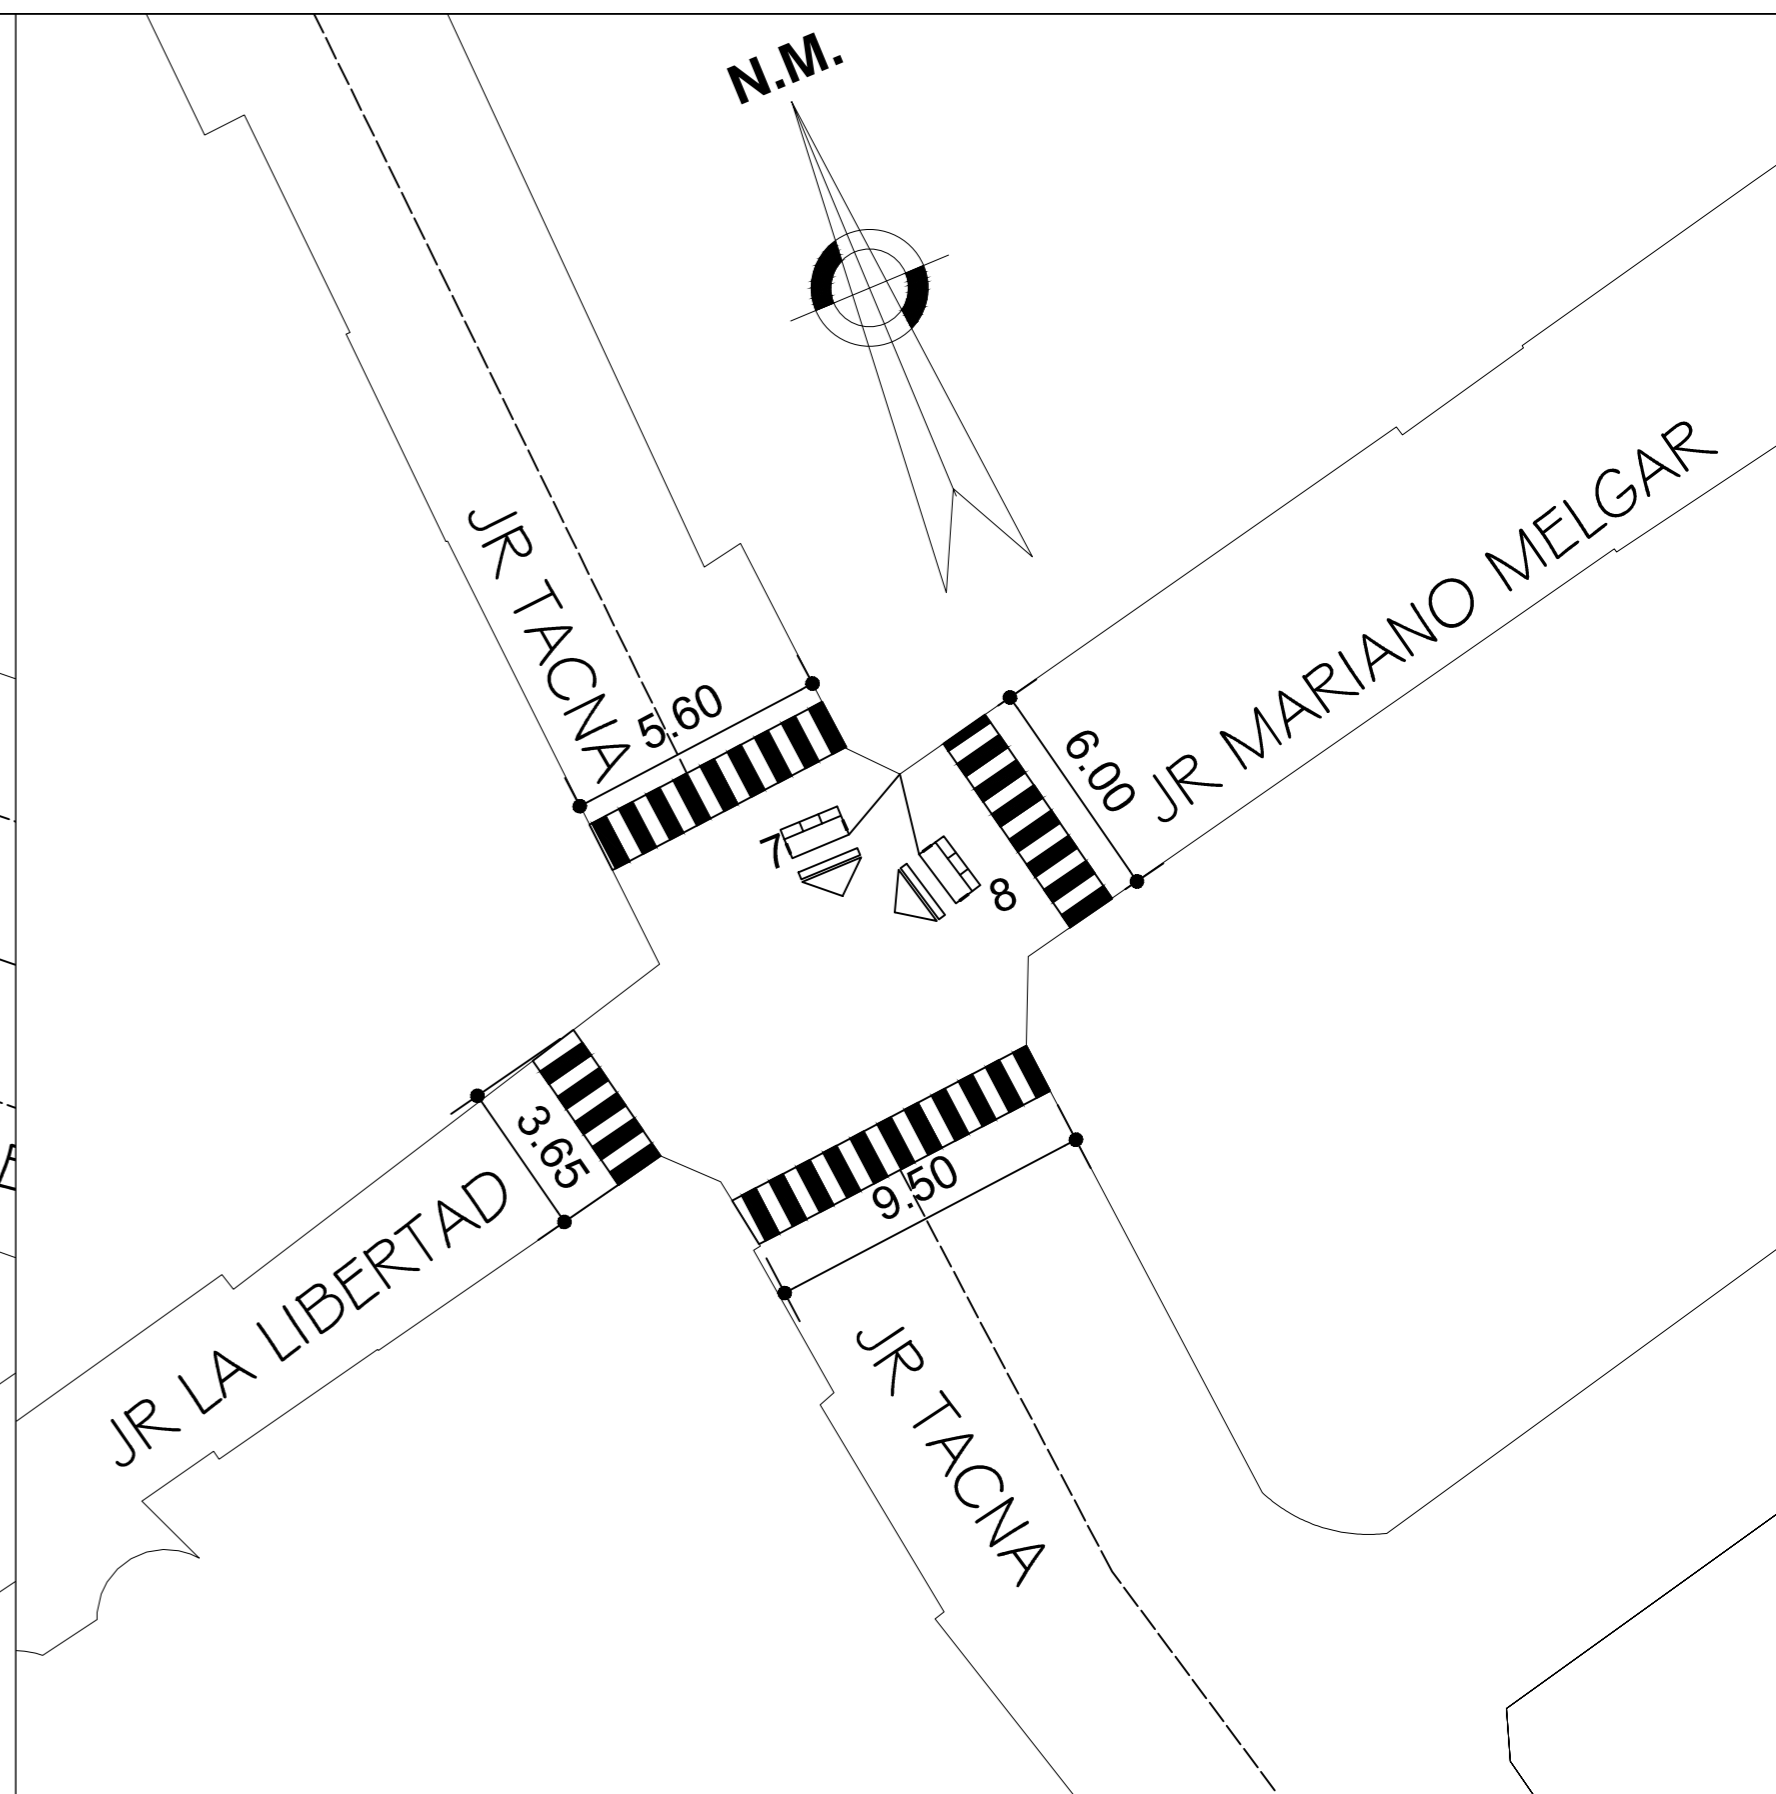 N.M.
JR TACNA
5.60
6.00
JR MARIANO MELGAR
7
8
3.65
9.50
JR LA LIBERTAD
JR TACNA